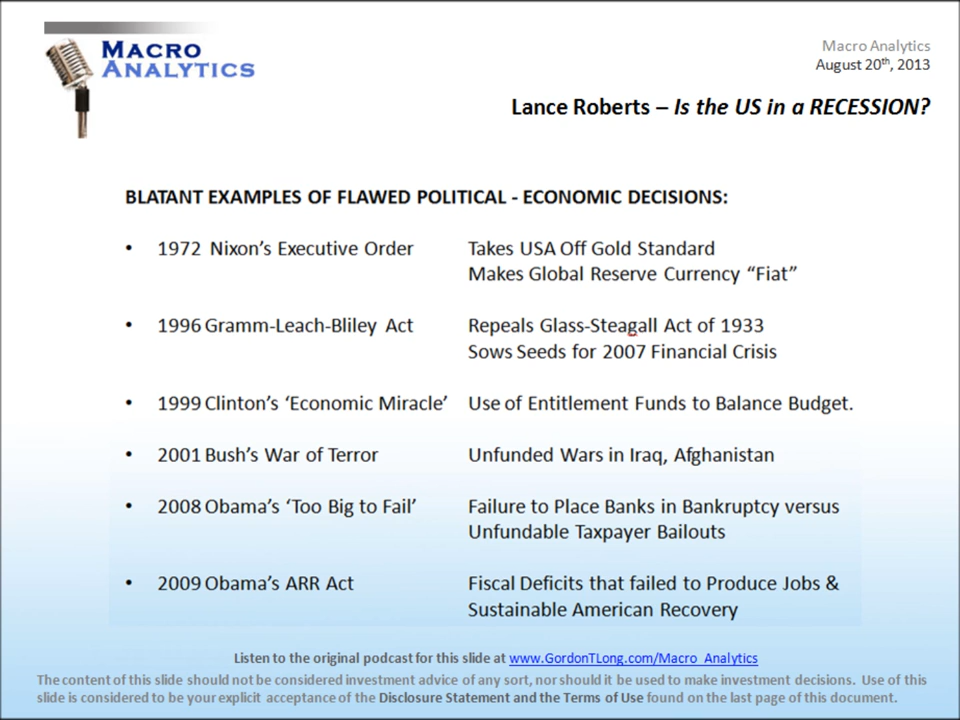 MACRO
ANALYTICS
Macro Analytics
August 20th, 2013
Lance Roberts – Is the US in a RECESSION?
BLATANT EXAMPLES OF FLAWED POLITICAL - ECONOMIC DECISIONS:
• 1972 Nixon's Executive Order Takes USA Off Gold Standard
Makes Global Reserve Currency “Fiat”
• 1996 Gramm-Leach-Bliley Act Repeals Glass-Steagall Act of 1933
Sows Seeds for 2007 Financial Crisis
• 1999 Clinton's ‘Economic Miracle’ Use of Entitlement Funds to Balance Budget.
• 2001 Bush's War of Terror Unfunded Wars in Iraq, Afghanistan
• 2008 Obama's ‘Too Big to Fail’ Failure to Place Banks in Bankruptcy versus
Unfundable Taxpayer Bailouts
• 2009 Obama's ARR Act Fiscal Deficits that failed to Produce Jobs &
Sustainable American Recovery
Listen to the original podcast for this slide at www.GordonTLong.com/Macro_Analytics
The content of this slide should not be considered investment advice of any sort, nor should it be used to make investment decisions. Use of this
slide is considered to be your explicit acceptance of the Disclosure Statement and the Terms of Use found on the last page of this document.